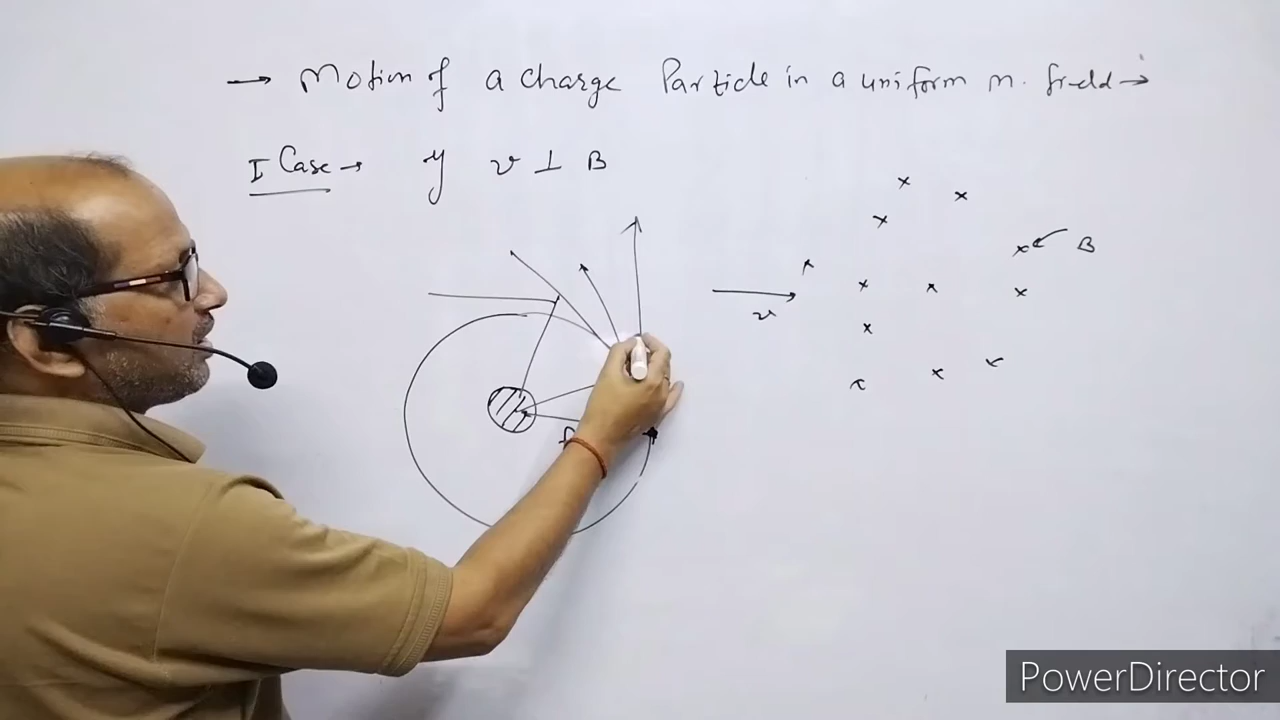 → Motion of a charge Particle in a uniform m. field →
I Case → If v ⊥ B
B
v
PowerDirector